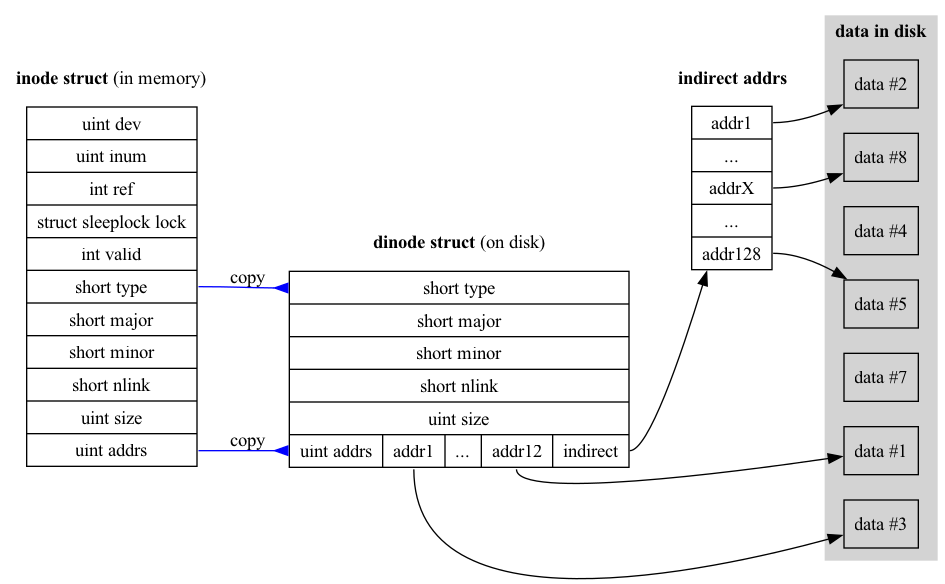 inode struct (in memory)
uint dev
uint inum
int ref
struct sleeplock lock
int valid
short type
short major
short minor
short nlink
uint size
uint addrs
copy
copy
dinode struct (on disk)
short type
short major
short minor
short nlink
uint size
uint addrs addr1 ... addr12 indirect
indirect addrs
addr1
...
addrX
...
addr128
data in disk
data #2
data #8
data #4
data #5
data #7
data #1
data #3